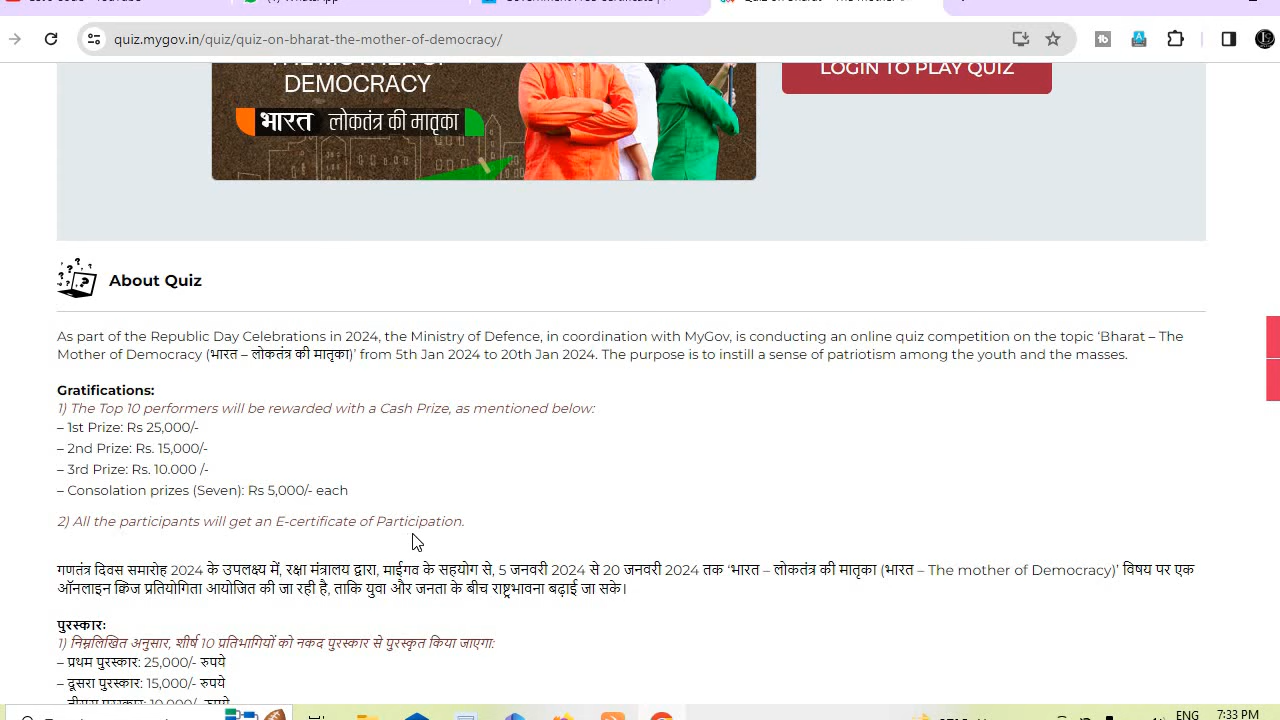 quiz.mygov.in/quiz/quiz-on-bharat-the-mother-of-democracy/
THE MOTHER OF
DEMOCRACY
भारत लोकतंत्र की मातृका
LOGIN TO PLAY QUIZ
About Quiz
As part of the Republic Day Celebrations in 2024, the Ministry of Defence, in coordination with MyGov, is conducting an online quiz competition on the topic ‘Bharat – The
Mother of Democracy (भारत – लोकतंत्र की मातृका)’ from 5th Jan 2024 to 20th Jan 2024. The purpose is to instill a sense of patriotism among the youth and the masses.
Gratifications:
1) The Top 10 performers will be rewarded with a Cash Prize, as mentioned below:
– 1st Prize: Rs 25,000/-
– 2nd Prize: Rs. 15,000/-
– 3rd Prize: Rs. 10.000 /-
– Consolation prizes (Seven): Rs 5,000/- each
2) All the participants will get an E-certificate of Participation.
गणतंत्र दिवस समारोह 2024 के उपलक्ष्य में, रक्षा मंत्रालय द्वारा, माईगव के सहयोग से, 5 जनवरी 2024 से 20 जनवरी 2024 तक ‘भारत – लोकतंत्र की मातृका (भारत – The mother of Democracy)’ विषय पर एक
ऑनलाइन क्विज प्रतियोगिता आयोजित की जा रही है, ताकि युवा और जनता के बीच राष्ट्रभावना बढ़ाई जा सके।
पुरस्कार:
1) निम्नलिखित अनुसार, शीर्ष 10 प्रतिभागियों को नकद पुरस्कार से पुरस्कृत किया जाएगा:
– प्रथम पुरस्कार: 25,000/- रुपये
– दूसरा पुरस्कार: 15,000/- रुपये
ENG
7:33 PM